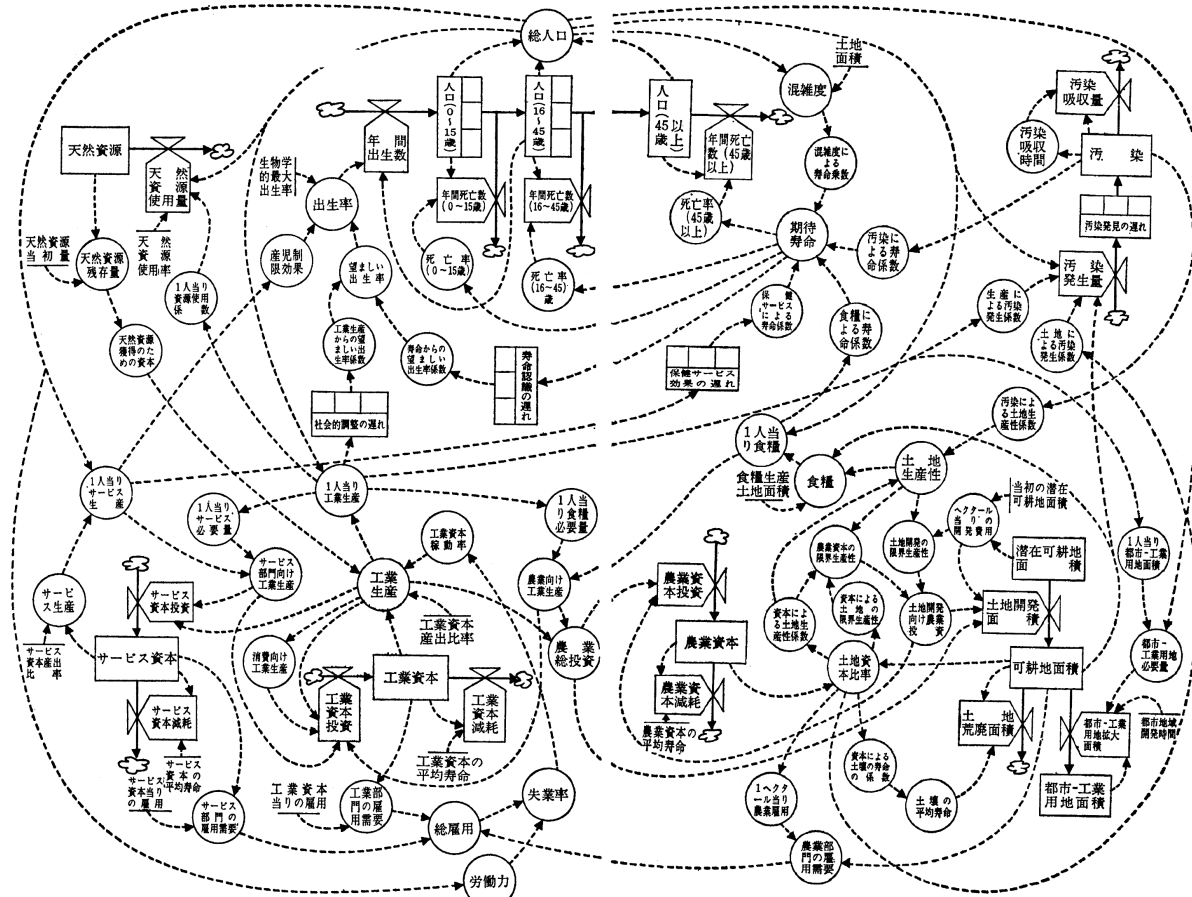 総人口
土地
面積
混雑度
人口(0〜15歳)
人口(16〜45歳)
人口(45歳以上)
年間死亡
数(45歳
以上)
年間
出生数
天然資源
天然
資源
使用量
生物学
的最大
出生率
出生率
年間死亡数
(0〜15歳)
年間死亡数
(16〜45歳)
混雑度に
よる寿
命乗数
死亡率
(45歳
以上)
期待
寿命
汚染に
よる寿
命係数
汚染
吸収量
汚染
吸収
時間
汚染
汚染発見の遅れ
汚染
発生量
天然資源
当初量
天然資源
残存量
天然
資源
使用率
1人当り
資源使用
係数
産児制
限効果
望ましい
出生率
死亡率
(0〜15歳)
死亡率
(16〜45)
歳
保健
サービス
による
寿命係数
食糧に
よる寿
命係数
生産に
よる汚染
発生係数
土地に
よる汚染
発生係数
天然資源
獲得のた
めの資本
工業生産
からの望
ましい出
生率係数
寿命からの
望ましい
出生率係数
寿命認識の遅れ
保健サービス
効果の遅れ
社会的調整の遅れ
汚染によ
る土地生
産性係数
1人当
り食糧
食糧生産
土地面積
食糧
土地
生産性
1人当り
サービス
生産
1人当り
工業生産
1人当り
サービス
必要量
1人当
り食糧
必要量
工業資本
稼動率
当初の潜在
可耕地面積
ヘクタール
当りの
開発費用
農業資本の
限界生産性
土地開発の
限界生産性
潜在可耕地
面積
1人当り
都市-工業
用地面積
サービス
部門向け
工業生産
工業
生産
農業向け
工業生産
農業資
本投資
サービ
ス生産
サービス
資本投資
工業資本
産出比率
資本によ
る土地生
産性係数
資本による
土地の
限界生産性
土地開発
向け農業
投資
土地開発
面積
サービス
資本産出
比率
サービス資本
消費向け
工業生産
農業
総投資
農業資本
土地資
本比率
可耕地面積
都市-
工業用地
必要量
工業資本
工業
資本
投資
工業
資本
減耗
農業資
本減耗
サービス
資本減耗
農業資本の
平均寿命
土地
荒廃面積
都市-工業
用地拡大
面積
都市地域
開発時間
サービス
資本の
平均寿命
サービス
資本当り
の雇用
工業資本の
平均寿命
資本による
土壌の寿命
の係数
都市-工業
用地面積
サービス
部門の
雇用需要
工業資本
当りの雇用
工業部
門の雇
用需要
失業率
1ヘクタ
ール当り
農業雇用
土壌の
平均寿命
総雇用
農業部
門の雇
用需要
労働力